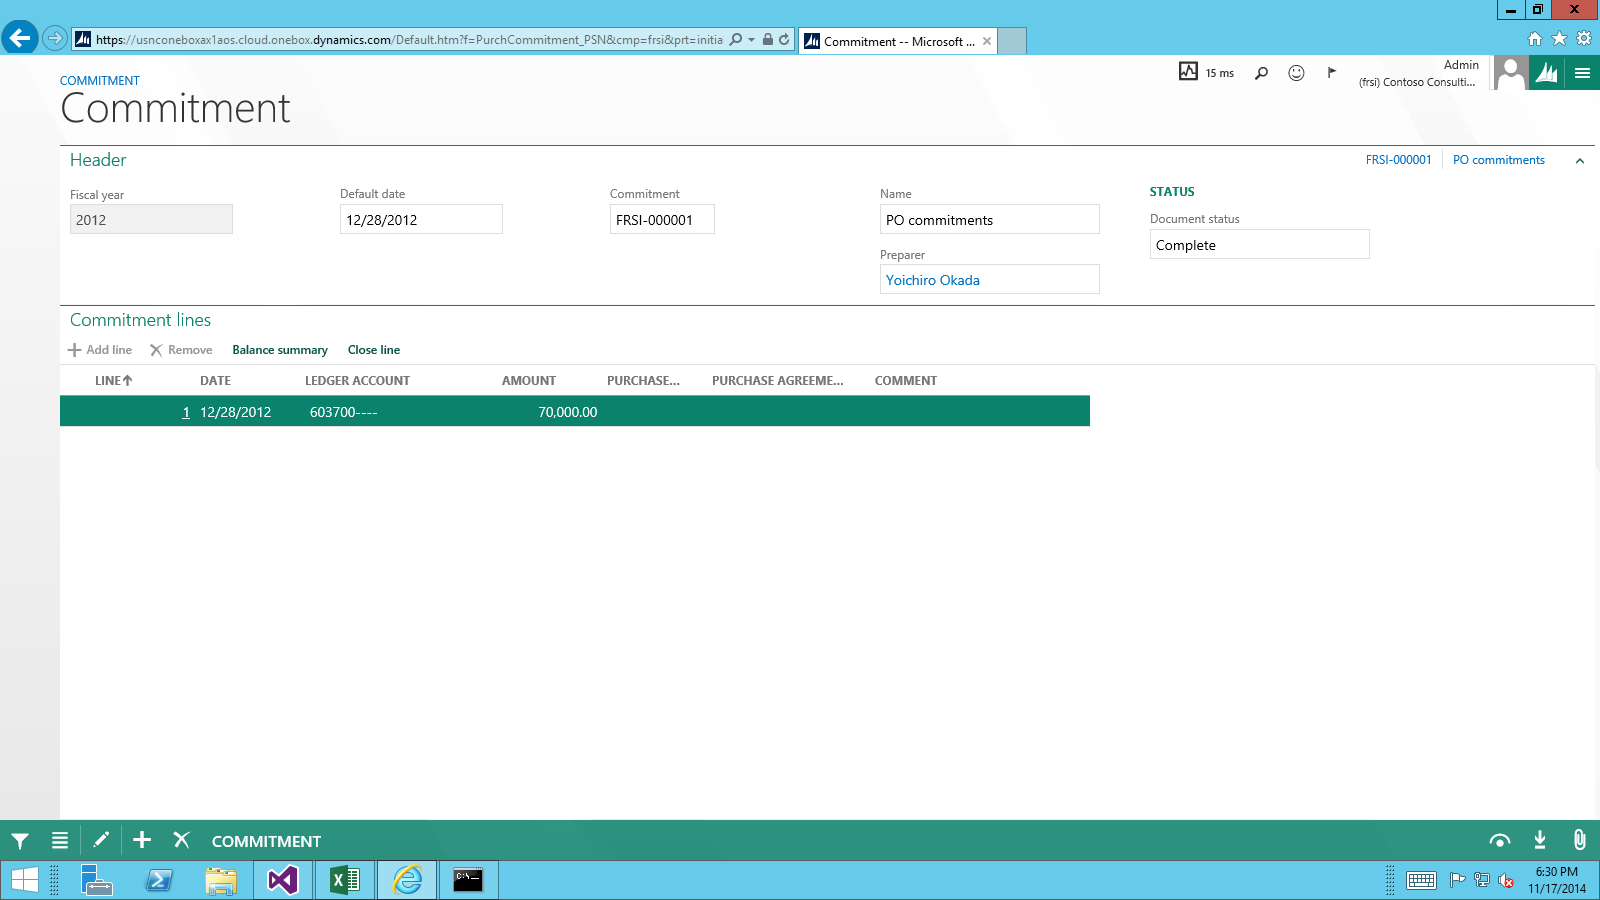 https://usnconeboxax1aos.cloud.onebox.dynamics.com/Default.htm?f=PurchCommitment_PSN&cmp=frsi&prt=initia
Commitment -- Microsoft ...
COMMITMENT
Commitment
15 ms
Admin
(frsi) Contoso Consulti...
Header
FRSI-000001
PO commitments
Fiscal year
2012
Default date
12/28/2012
Commitment
FRSI-000001
Name
PO commitments
Preparer
Yoichiro Okada
STATUS
Document status
Complete
Commitment lines
Add line
Remove
Balance summary
Close line
LINE DATE LEDGER ACCOUNT AMOUNT PURCHASE... PURCHASE AGREEME... COMMENT
1 12/28/2012 603700---- 70,000.00
COMMITMENT
6:30 PM
11/17/2014